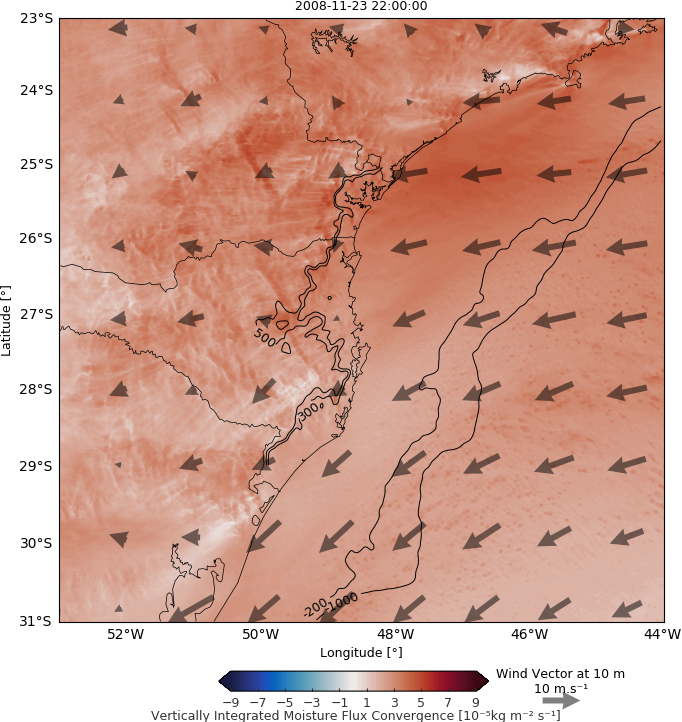 2008-11-23 22:00:00
23°S
24°S
25°S
26°S
27°S
28°S
29°S
30°S
31°S
Latitude [°]
500
300
-200
-1000
52°W 50°W 48°W 46°W 44°W
Longitude [°]
Wind Vector at 10 m
10 m.s⁻¹
−9 −7 −5 −3 −1 1 3 5 7 9
Vertically Integrated Moisture Flux Convergence [10⁻⁵kg m⁻² s⁻¹]